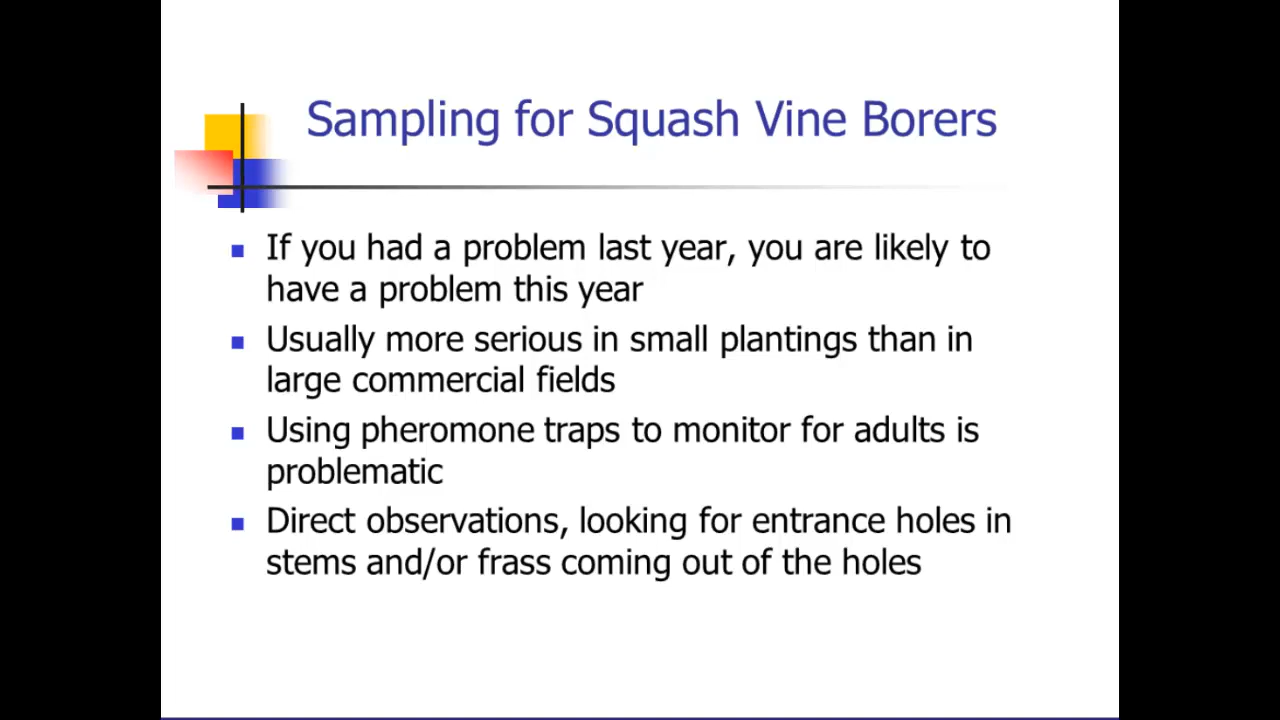 Sampling for Squash Vine Borers
If you had a problem last year, you are likely to
have a problem this year
Usually more serious in small plantings than in
large commercial fields
Using pheromone traps to monitor for adults is
problematic
Direct observations, looking for entrance holes in
stems and/or frass coming out of the holes